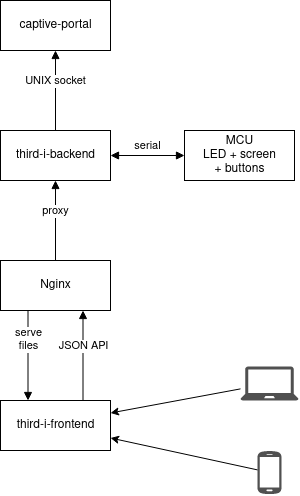 captive-portal
UNIX socket
third-i-backend
serial
MCU
LED + screen
+ buttons
proxy
Nginx
serve
files
JSON API
third-i-frontend